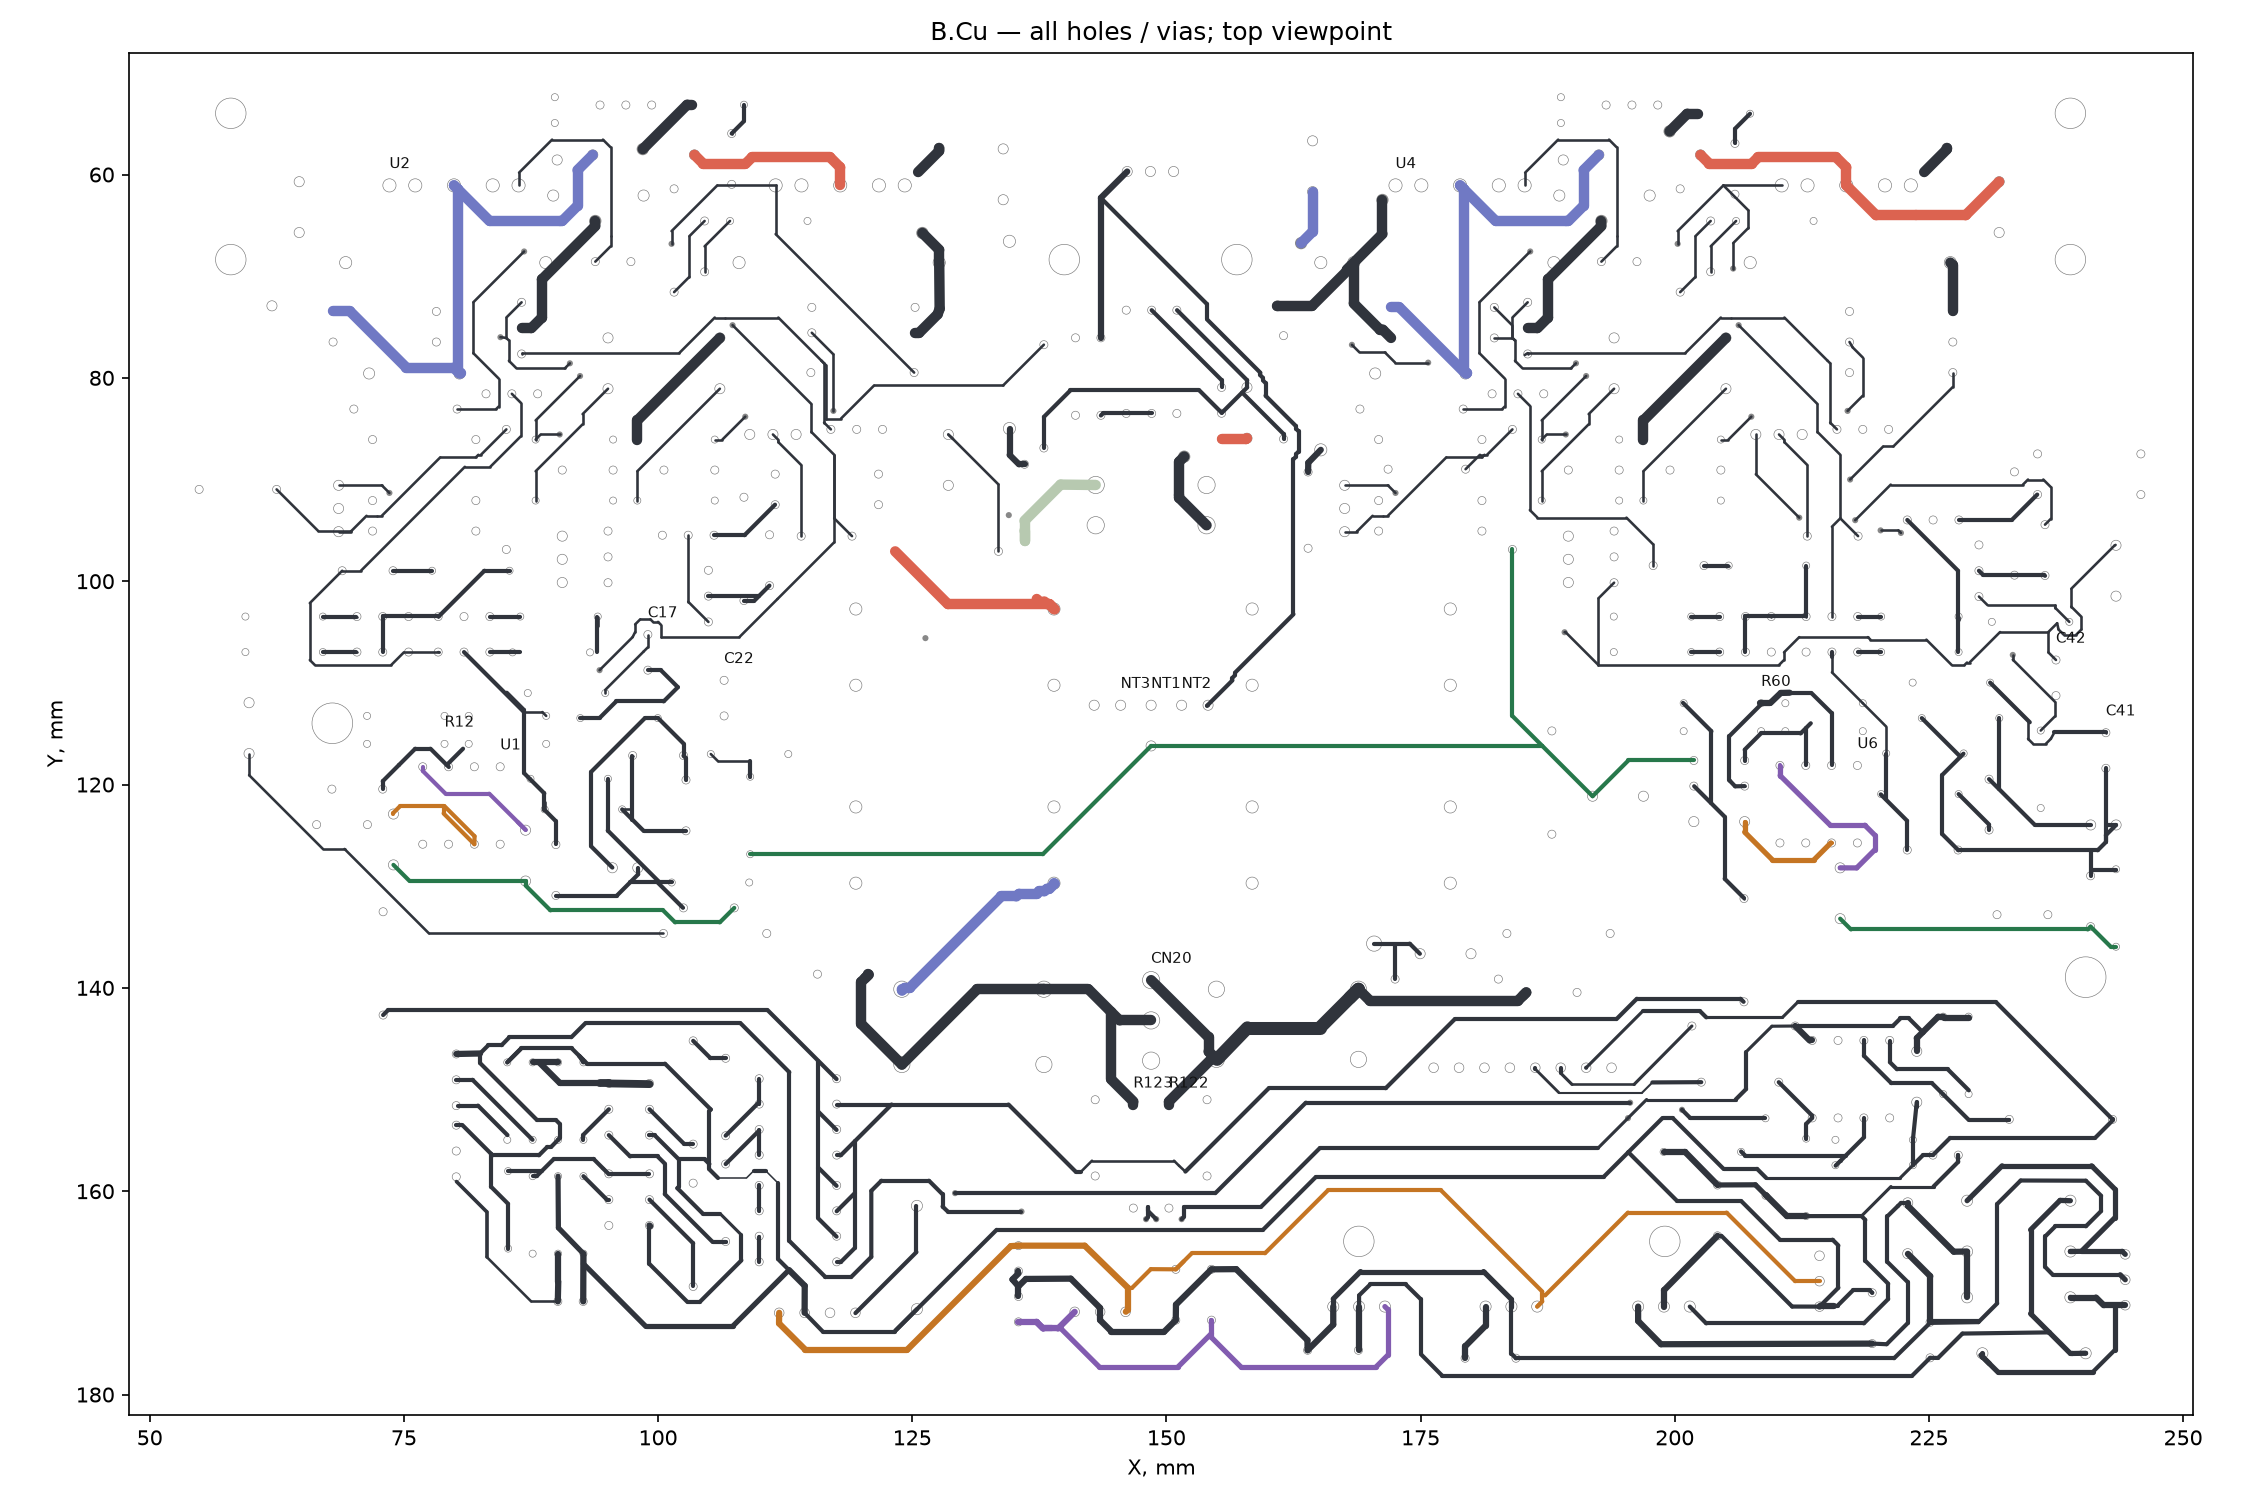 B.Cu — all holes / vias; top viewpoint
60
80
100
120
140
160
180
Y, mm
U2
U4
C17
C22
NT3NT1NT2
R12
U1
R60
U6
C42
C41
CN20
R123R122
50
75
100
125
150
175
200
225
250
X, mm